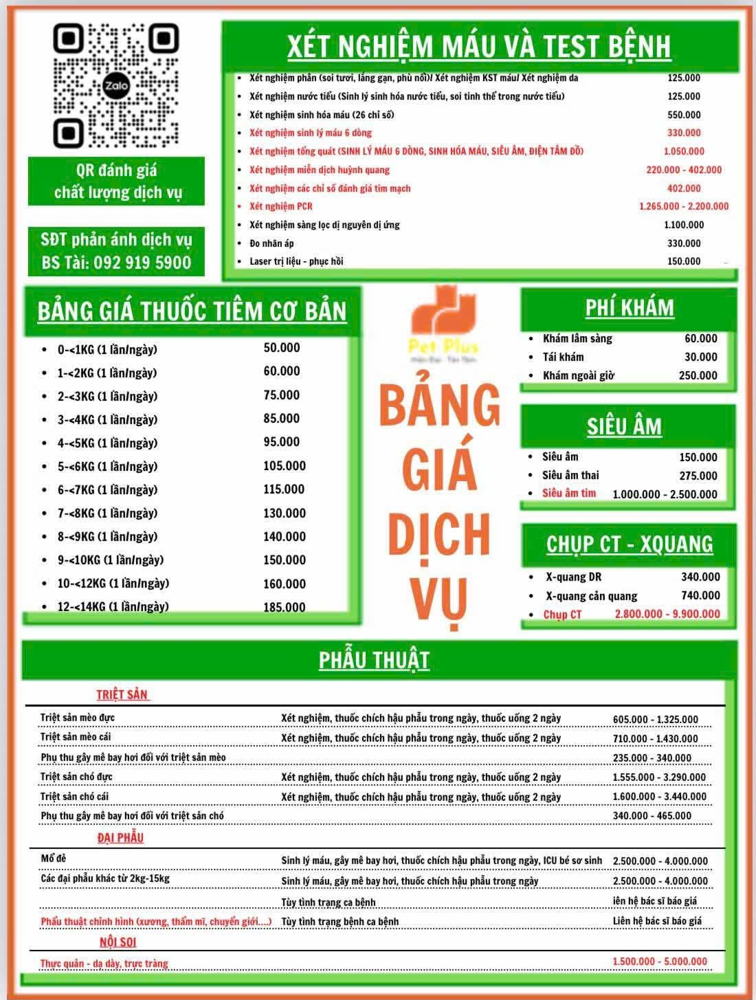 Zalo
QR đánh giá
chất lượng dịch vụ
SĐT phản ánh dịch vụ
BS Tài: 092 919 5900
XÉT NGHIỆM MÁU VÀ TEST BỆNH
• Xét nghiệm phân (soi tươi, lắng gạn, phù nổi)/ Xét nghiệm KST máu/ Xét nghiệm da 125.000
• Xét nghiệm nước tiểu (Sinh lý sinh hóa nước tiểu, soi tinh thể trong nước tiểu) 125.000
• Xét nghiệm sinh hóa máu (26 chỉ số) 550.000
• Xét nghiệm sinh lý máu 6 dòng 330.000
• Xét nghiệm tổng quát (SINH LÝ MÁU 6 DÒNG, SINH HÓA MÁU, SIÊU ÂM, ĐIỆN TÂM ĐỒ) 1.050.000
• Xét nghiệm miễn dịch huỳnh quang 220.000 - 402.000
• Xét nghiệm các chỉ số đánh giá tim mạch 402.000
• Xét nghiệm PCR 1.265.000 - 2.200.000
• Xét nghiệm sàng lọc dị nguyên dị ứng 1.100.000
• Đo nhãn áp 330.000
• Laser trị liệu - phục hồi 150.000
BẢNG GIÁ THUỐC TIÊM CƠ BẢN
• 0-<1KG (1 lần/ngày) 50.000
• 1-<2KG (1 lần/ngày) 60.000
• 2-<3KG (1 lần/ngày) 75.000
• 3-<4KG (1 lần/ngày) 85.000
• 4-<5KG (1 lần/ngày) 95.000
• 5-<6KG (1 lần/ngày) 105.000
• 6-<7KG (1 lần/ngày) 115.000
• 7-<8KG (1 lần/ngày) 130.000
• 8-<9KG (1 lần/ngày) 140.000
• 9-<10KG (1 lần/ngày) 150.000
• 10-<12KG (1 lần/ngày) 160.000
• 12-<14KG (1 lần/ngày) 185.000
Pet Plus
BẢNG
GIÁ
DỊCH
VỤ
PHÍ KHÁM
• Khám lâm sàng 60.000
• Tái khám 30.000
• Khám ngoài giờ 250.000
SIÊU ÂM
• Siêu âm 150.000
• Siêu âm thai 275.000
• Siêu âm tim 1.000.000 - 2.500.000
CHỤP CT - XQUANG
• X-quang DR 340.000
• X-quang cản quang 740.000
• Chụp CT 2.800.000 - 9.900.000
PHẪU THUẬT
TRIỆT SẢN
Triệt sản mèo đực Xét nghiệm, thuốc chích hậu phẫu trong ngày, thuốc uống 2 ngày 605.000 - 1.325.000
Triệt sản mèo cái Xét nghiệm, thuốc chích hậu phẫu trong ngày, thuốc uống 2 ngày 710.000 - 1.430.000
Phụ thu gây mê bay hơi đối với triệt sản mèo 235.000 - 340.000
Triệt sản chó đực Xét nghiệm, thuốc chích hậu phẫu trong ngày, thuốc uống 2 ngày 1.555.000 - 3.290.000
Triệt sản chó cái Xét nghiệm, thuốc chích hậu phẫu trong ngày, thuốc uống 2 ngày 1.600.000 - 3.440.000
Phụ thu gây mê bay hơi đối với triệt sản chó 340.000 - 465.000
ĐẠI PHẪU
Mổ đẻ Sinh lý máu, gây mê bay hơi, thuốc chích hậu phẫu trong ngày, ICU bé sơ sinh 2.500.000 - 4.000.000
Các đại phẫu khác từ 2kg-15kg Sinh lý máu, gây mê bay hơi, thuốc chích hậu phẫu trong ngày 2.500.000 - 4.000.000
Tùy tình trạng ca bệnh iên hệ bác sĩ báo giá
Phẩu thuật chỉnh hình (xương, thẩm mĩ, chuyển giới....) Tùy tình trạng bệnh ca bệnh Liên hệ bác sĩ báo giá
NỘI SOI
Thực quản - dạ dày, trực tràng 1.500.000 - 5.000.000